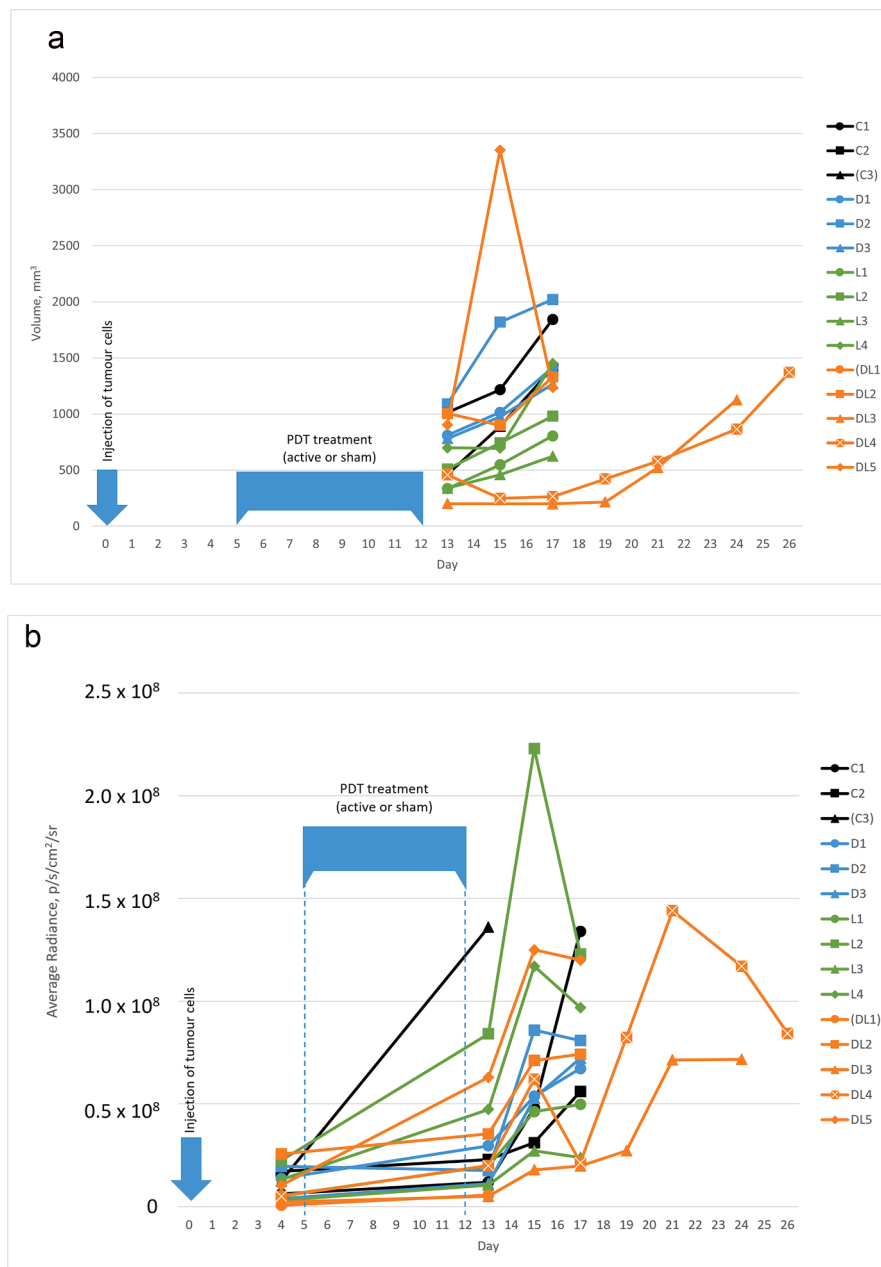 a
4000
3500
3000
2500
2000
1500
1000
500
0
Volume, mm³
Injection of tumour cells
PDT treatment
(active or sham)
0 1 2 3 4 5 6 7 8 9 10 11 12 13 14 15 16 17 18 19 20 21 22 23 24 25 26
Day
C1
C2
(C3)
D1
D2
D3
L1
L2
L3
L4
(DL1
DL2
DL3
DL4
DL5
b
2.5 x 10⁸
2.0 x 10⁸
1.5 x 10⁸
1.0 x 10⁸
0.5 x 10⁸
0
Average Radiance, p/s/cm²/sr
Injection of tumour cells
PDT treatment
(active or sham)
0 1 2 3 4 5 6 7 8 9 10 11 12 13 14 15 16 17 18 19 20 21 22 23 24 25 26
Day
C1
C2
(C3)
D1
D2
D3
L1
L2
L3
L4
(DL1)
DL2
DL3
DL4
DL5